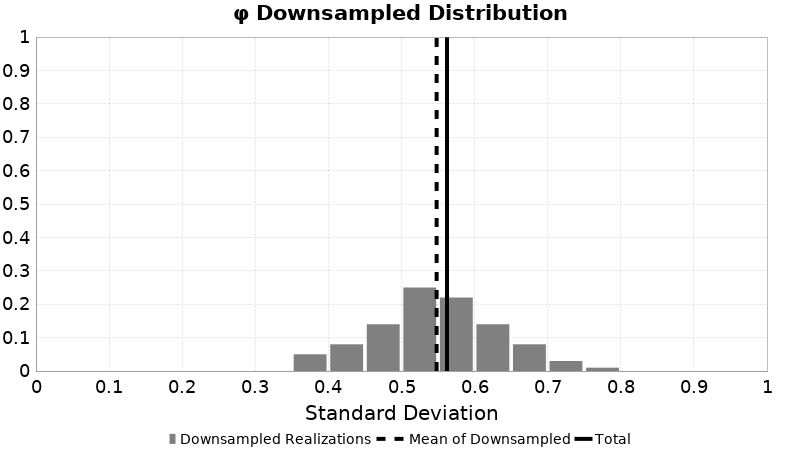 φ Downsampled Distribution
1
0.9
0.8
0.7
0.6
0.5
0.4
0.3
0.2
0.1
0
0 0.1 0.2 0.3 0.4 0.5 0.6 0.7 0.8 0.9 1
Standard Deviation
Downsampled Realizations Mean of Downsampled Total